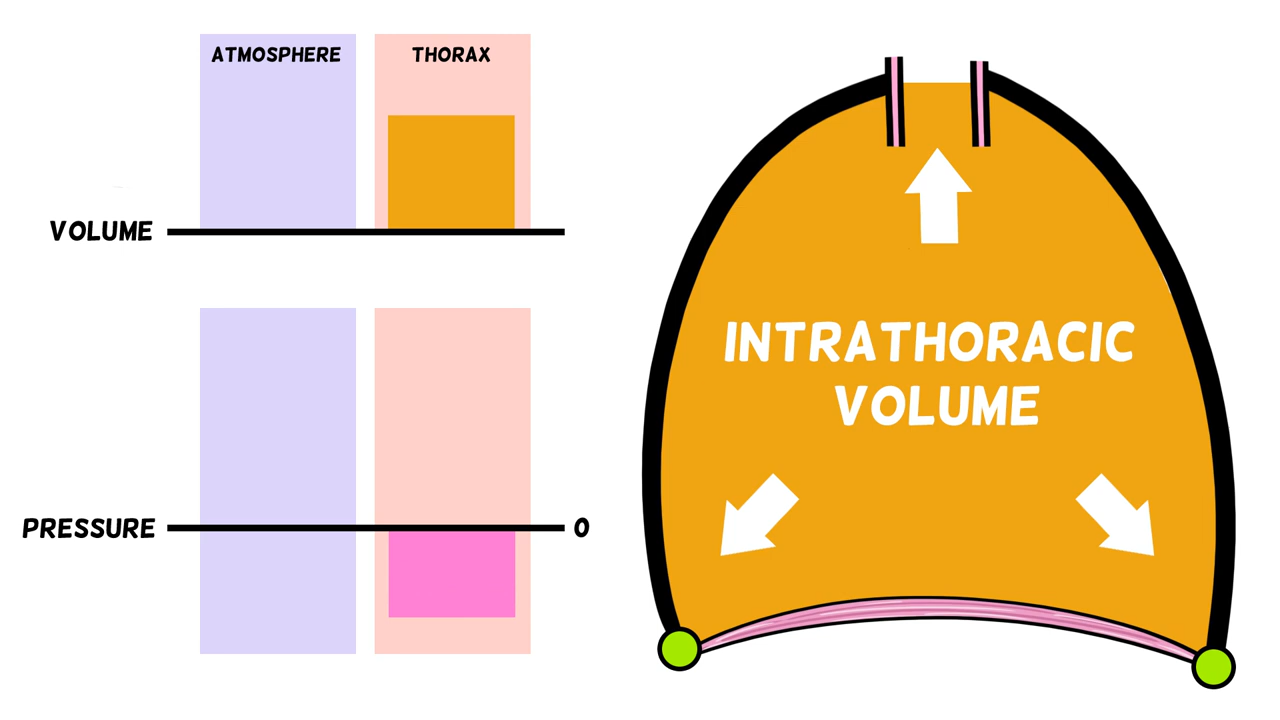 ATMOSPHERE
THORAX
VOLUME
PRESSURE
0
INTRATHORACIC
VOLUME